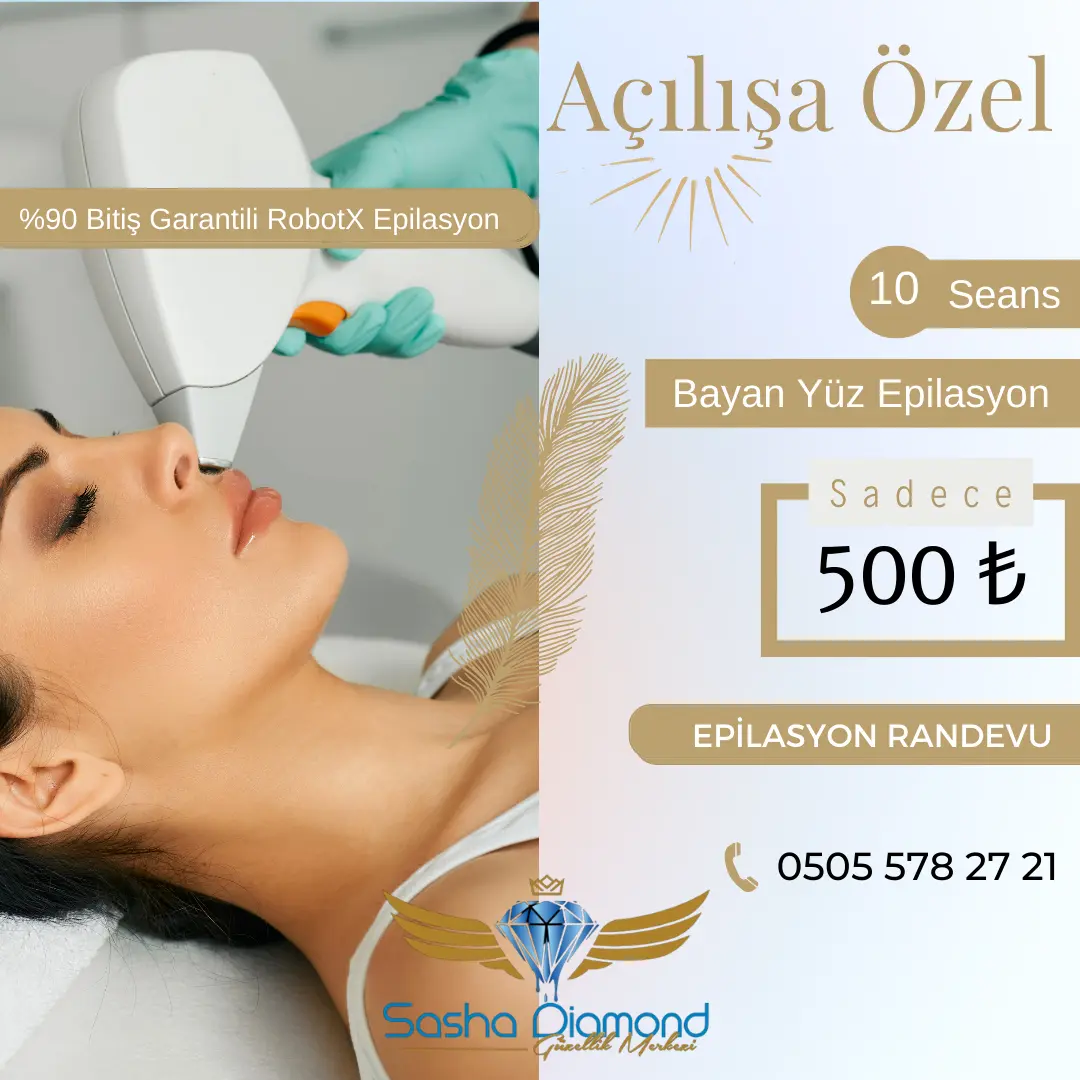 Açılışa Özel
%90 Bitiş Garantili RobotX Epilasyon
10 Seans
Bayan Yüz Epilasyon
Sadece
500 ₺
EPİLASYON RANDEVU
0505 578 27 21
Sasha Diamond
Güzellik Merkezi